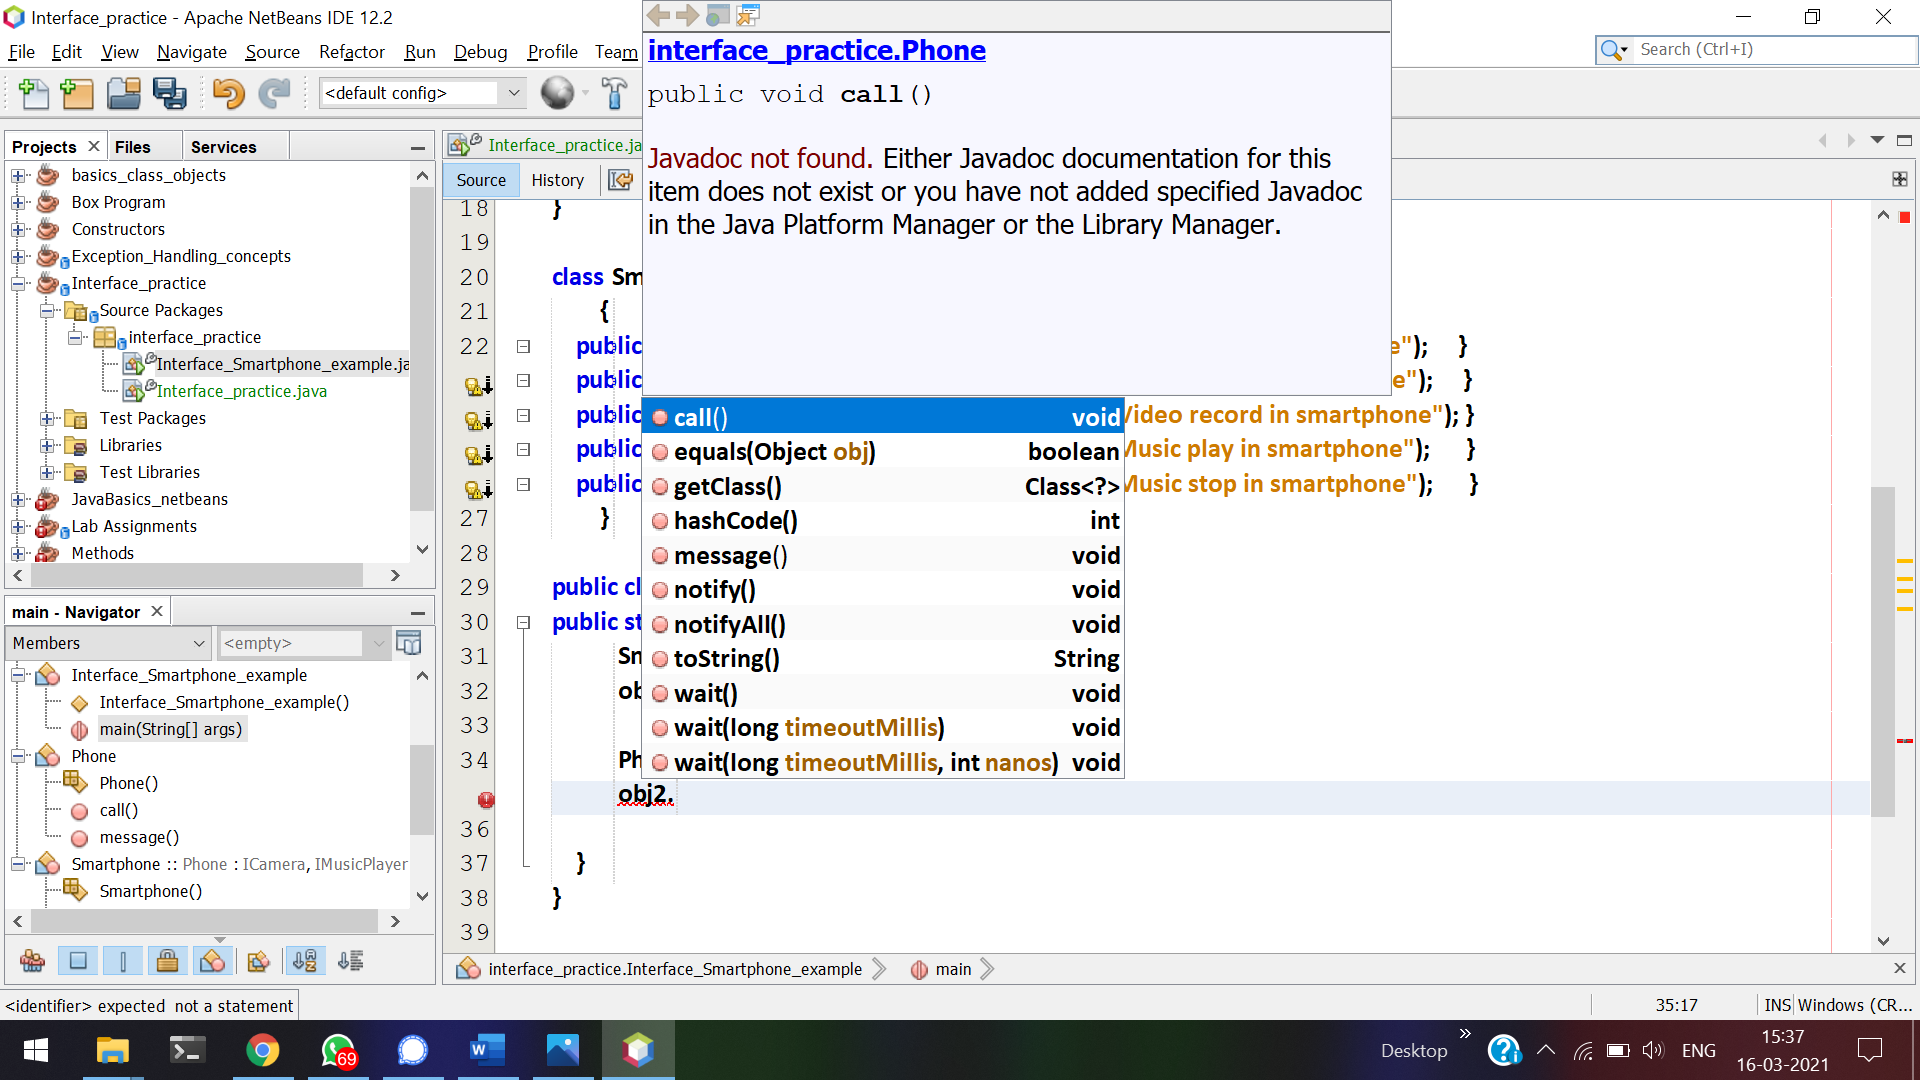 Interface_practice - Apache NetBeans IDE 12.2
File Edit View Navigate Source Refactor Run Debug Profile Team
Search (Ctrl+I)
<default config>
interface_practice.Phone
public void call()
Javadoc not found. Either Javadoc documentation for this
item does not exist or you have not added specified Javadoc
in the Java Platform Manager or the Library Manager.
Projects Files Services
basics_class_objects
Box Program
Constructors
Exception_Handling_concepts
Interface_practice
Source Packages
interface_practice
Interface_Smartphone_example.ja
Interface_practice.java
Test Packages
Libraries
Test Libraries
JavaBasics_netbeans
Lab Assignments
Methods
main - Navigator
Members <empty>
Interface_Smartphone_example
Interface_Smartphone_example()
main(String[] args)
Phone
Phone()
call()
message()
Smartphone :: Phone : ICamera, IMusicPlayer
Smartphone()
Interface_practice.ja
Source History
18 }
19
20 class Sm
21 {
22 public e"); }
public e"); }
public Video record in smartphone"); }
public Music play in smartphone"); }
public Music stop in smartphone"); }
27 }
28
29 public cl
30 public st
31 Sm
32 ob
33
34 Ph
obj2.
36
37 }
38 }
39
call() void
equals(Object obj) boolean
getClass() Class<?>
hashCode() int
message() void
notify() void
notifyAll() void
toString() String
wait() void
wait(long timeoutMillis) void
wait(long timeoutMillis, int nanos) void
interface_practice.Interface_Smartphone_example main
<identifier> expected not a statement
35:17 INS Windows (CR...
69
Desktop
ENG
15:37
16-03-2021